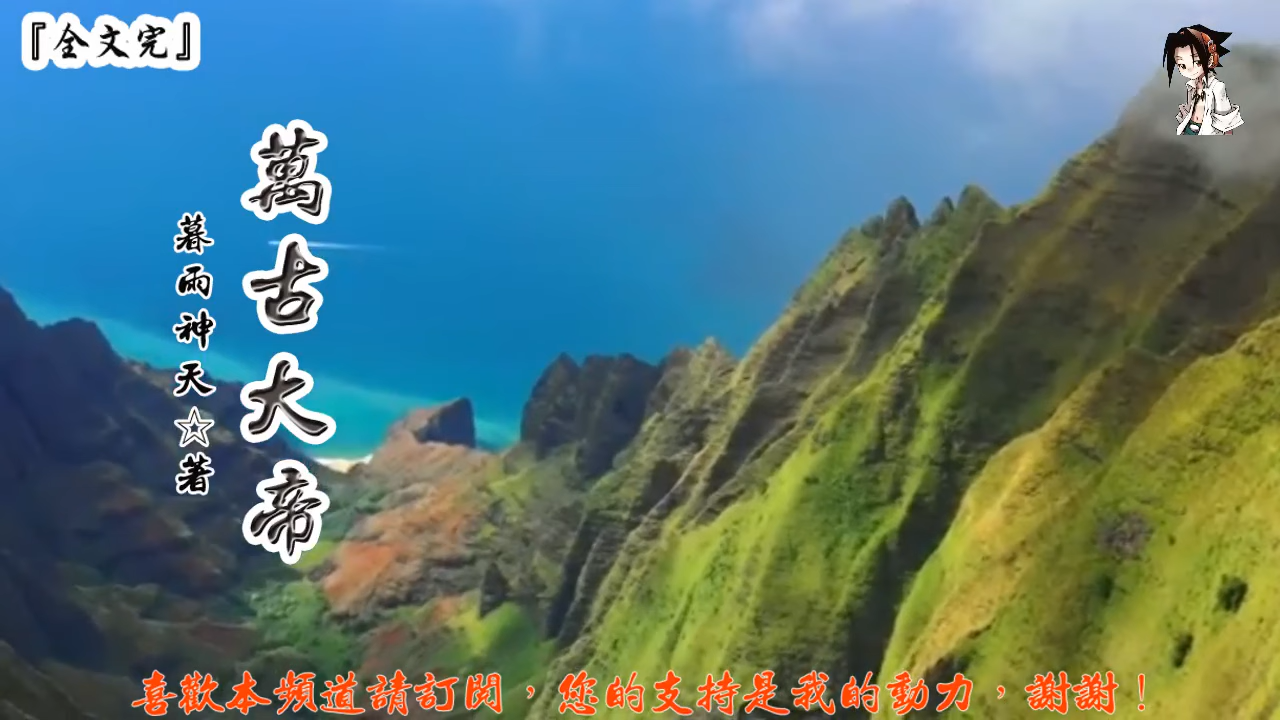 『全文完』
萬古大帝
暮雨神天☆著
喜歡本頻道請訂閱，您的支持是我的動力，謝謝！